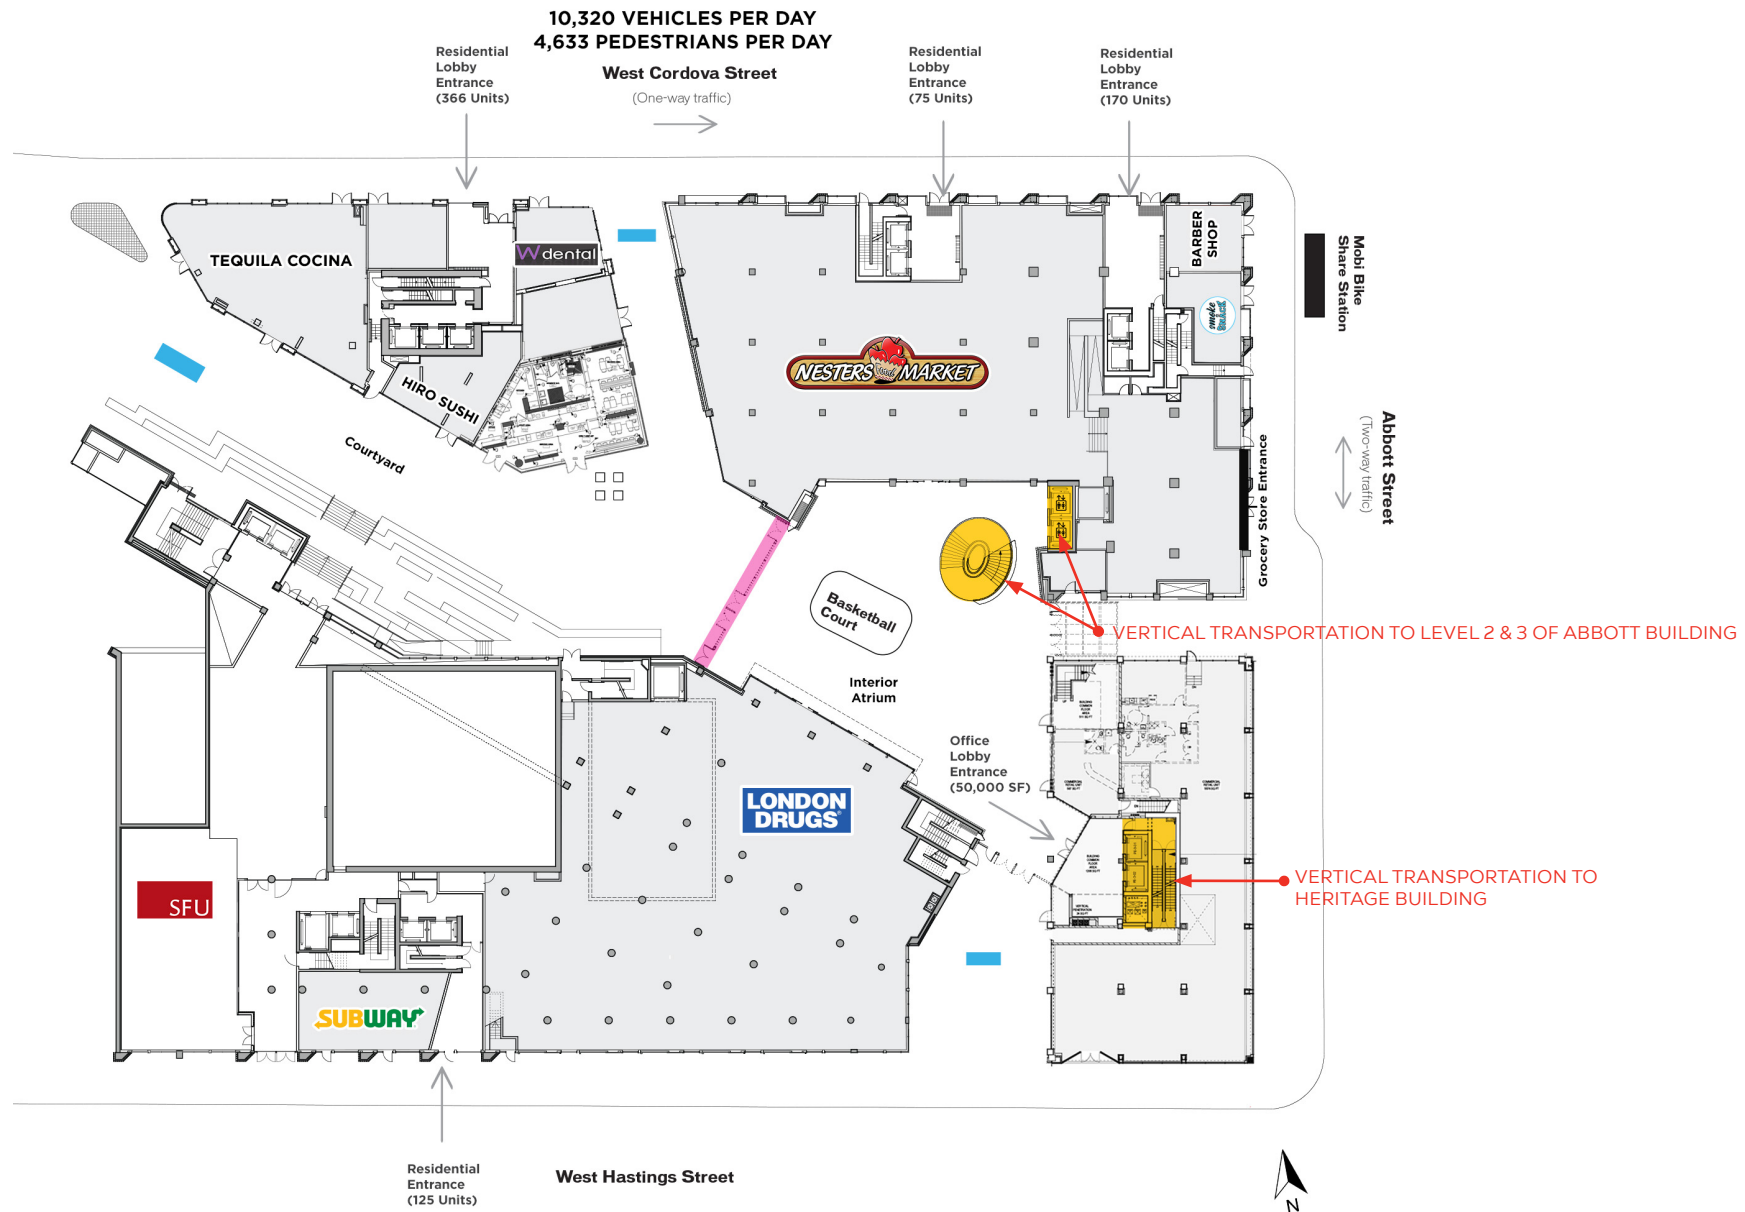 10,320 VEHICLES PER DAY
4,633 PEDESTRIANS PER DAY
West Cordova Street
(One-way traffic)
Residential
Lobby
Entrance
(366 Units)
Residential
Lobby
Entrance
(75 Units)
Residential
Lobby
Entrance
(170 Units)
TEQUILA COCINA
W dental
HIRO SUSHI
Courtyard
NESTERS food MARKET
BARBER
SHOP
smoke
Mobi Bike
Share Station
Abbott Street
(Two-way traffic)
Grocery Store Entrance
Basketball
Court
VERTICAL TRANSPORTATION TO LEVEL 2 & 3 OF ABBOTT BUILDING
Interior
Atrium
Office
Lobby
Entrance
(50,000 SF)
LONDON
DRUGS
VERTICAL TRANSPORTATION TO
HERITAGE BUILDING
SFU
SUBWAY
Residential
Entrance
(125 Units)
West Hastings Street
N